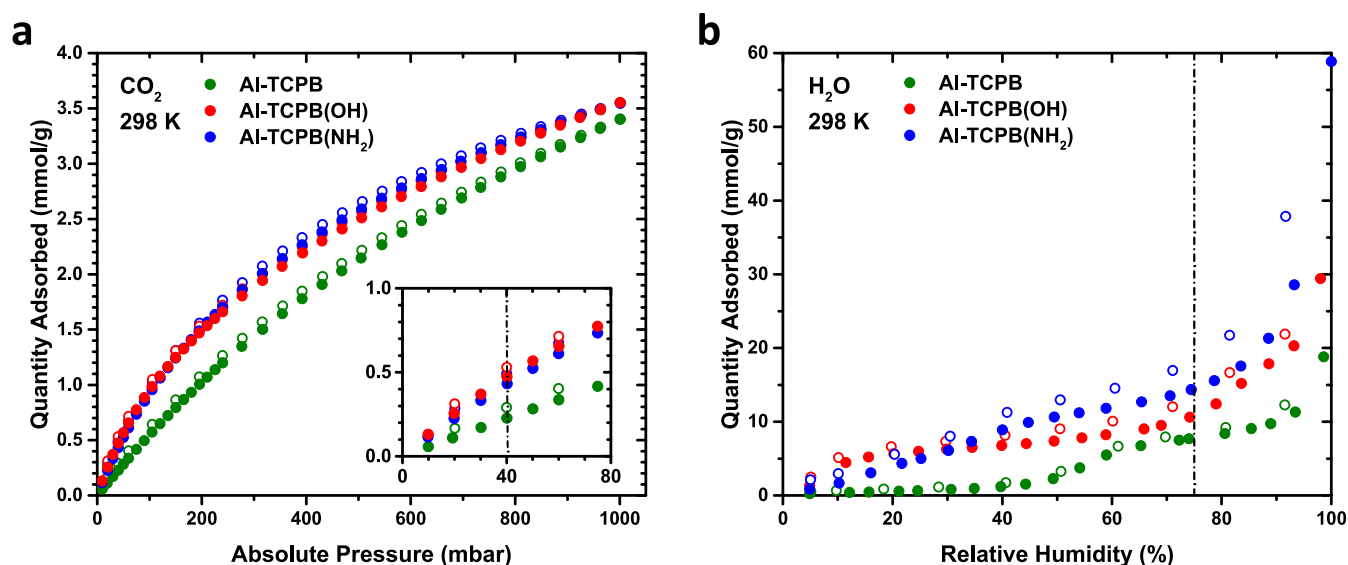 a
Quantity Adsorbed (mmol/g)
4.0
3.5
3.0
2.5
2.0
1.5
1.0
0.5
0.0
CO₂
298 K
Al-TCPB
Al-TCPB(OH)
Al-TCPB(NH₂)
1.0
0.5
0.0
0
40
80
0
200
400
600
800
1000
Absolute Pressure (mbar)
b
Quantity Adsorbed (mmol/g)
60
50
40
30
20
10
0
H₂O
298 K
Al-TCPB
Al-TCPB(OH)
Al-TCPB(NH₂)
0
20
40
60
80
100
Relative Humidity (%)